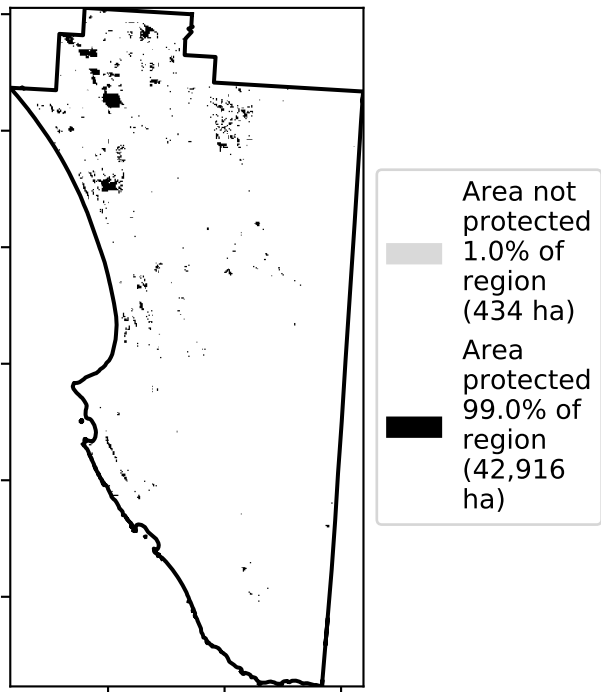 Area not
protected
1.0% of
region
(434 ha)
Area
protected
99.0% of
region
(42,916
ha)